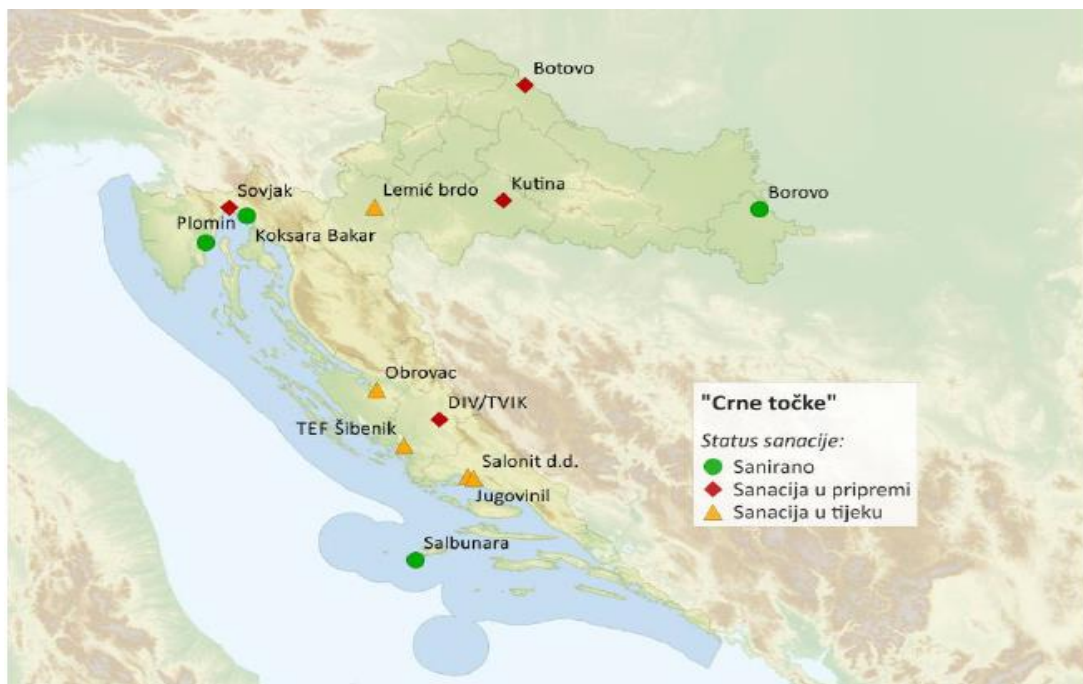 Botovo
Kutina
Lemić brdo
Borovo
Sovjak
Plomin
Koksara Bakar
Obrovac
DIV/TVIK
TEF Šibenik
Salonit d.d.
Jugovinil
Salbunara
"Crne točke"
Status sanacije:
Sanirano
Sanacija u pripremi
Sanacija u tijeku